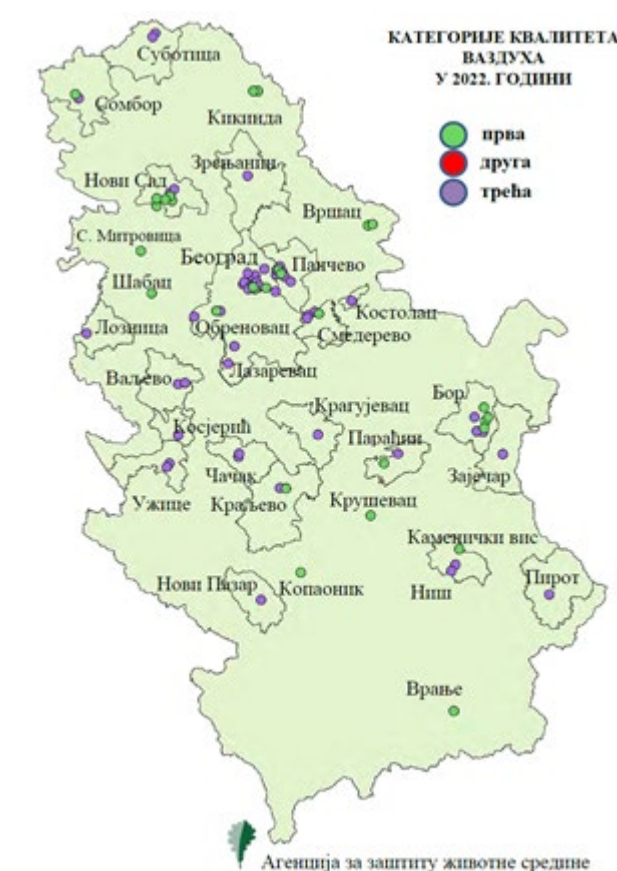 КАТЕГОРИЈЕ КВАЛИТЕТА
ВАЗДУХА
У 2022. ГОДИНИ
прва
друга
трећа
Суботица
Сомбор
Кикинда
Зрењанин
Нови Сад
Вршац
С. Митровица
Београд
Панчево
Шабац
Костолац
Лозница
Обреновац
Смедерево
Лазаревац
Ваљево
Бор
Косјерић
Крагујевац
Параћин
Ужице
Чачак
Зајечар
Краљево
Крушевац
Каменички вис
Нови Пазар
Копаоник
Ниш
Пирот
Врање
Агенција за заштиту животне средине